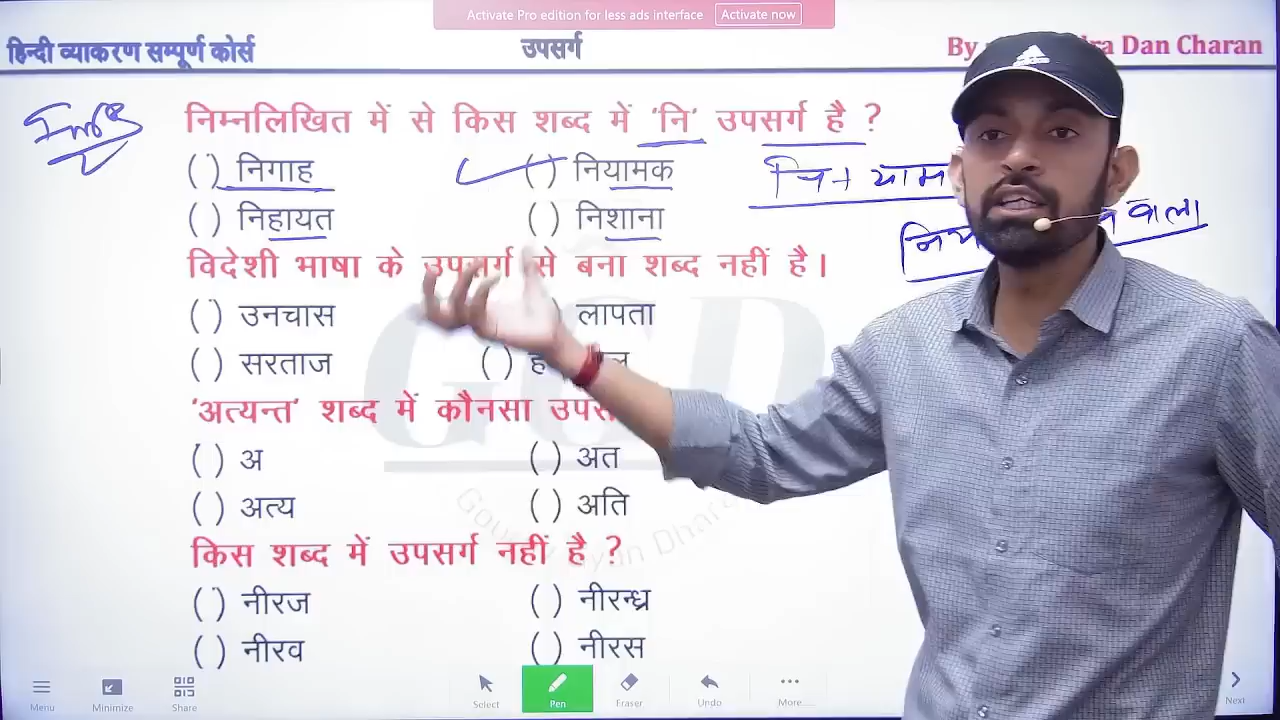 Activate Pro edition for less ads interface Activate now
हिन्दी व्याकरण सम्पूर्ण कोर्स उपसर्ग By Dan Charan
निम्नलिखित में से किस शब्द में 'नि' उपसर्ग है ?
( ) निगाह ( ) नियामक
नि + याम
( ) निहायत ( ) निशाना
वाला
विदेशी भाषा के उपसर्ग से बना शब्द नहीं है।
( ) उनचास लापता
( ) सरताज ( )
'अत्यन्त' शब्द में कौनसा
( ) अ ( ) अत
( ) अत्य ( ) अति
किस शब्द में उपसर्ग नहीं है ?
( ) नीरज ( ) नीरन्ध्र
( ) नीरव ( ) नीरस
Menu Minimize Share Select Pen Eraser Undo More.... Next